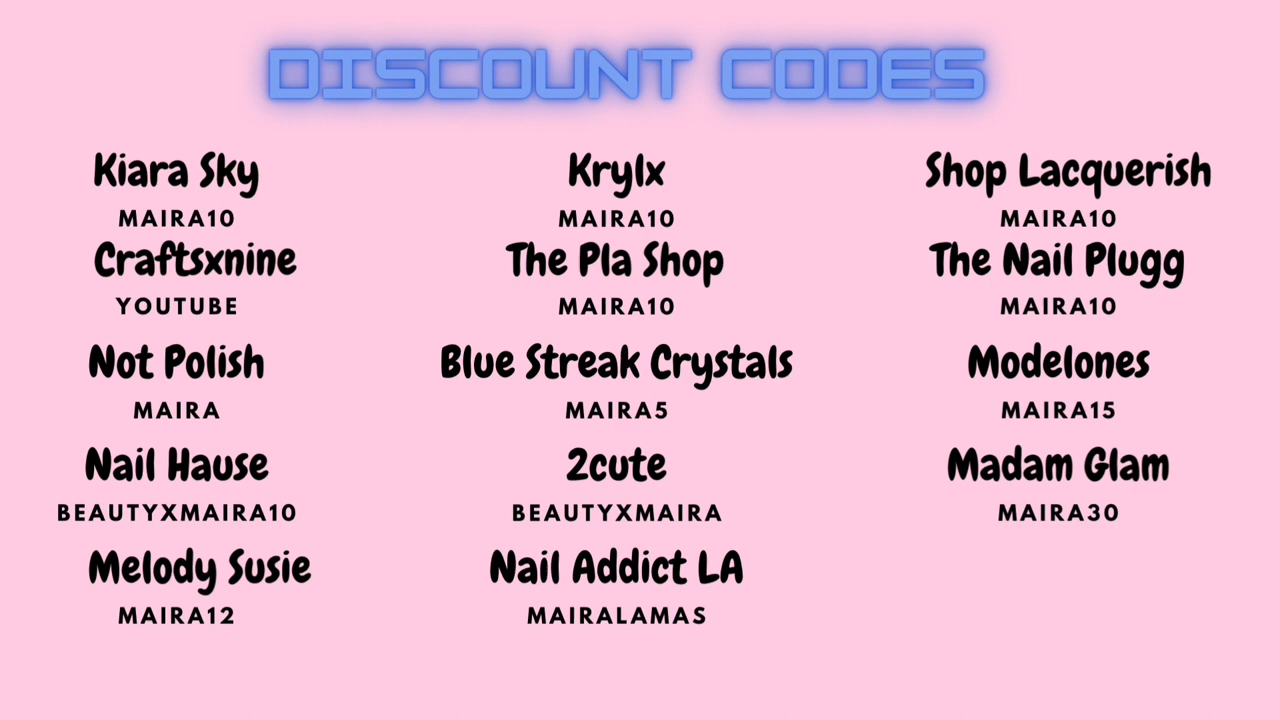 DISCOUNT CODES
Kiara Sky
MAIRA10
Craftsxnine
YOUTUBE
Not Polish
MAIRA
Nail Hause
BEAUTYXMAIRA10
Melody Susie
MAIRA12
Krylx
MAIRA10
The Pla Shop
MAIRA10
Blue Streak Crystals
MAIRA5
2cute
BEAUTYXMAIRA
Nail Addict LA
MAIRALAMAS
Shop Lacquerish
MAIRA10
The Nail Plugg
MAIRA10
Modelones
MAIRA15
Madam Glam
MAIRA30